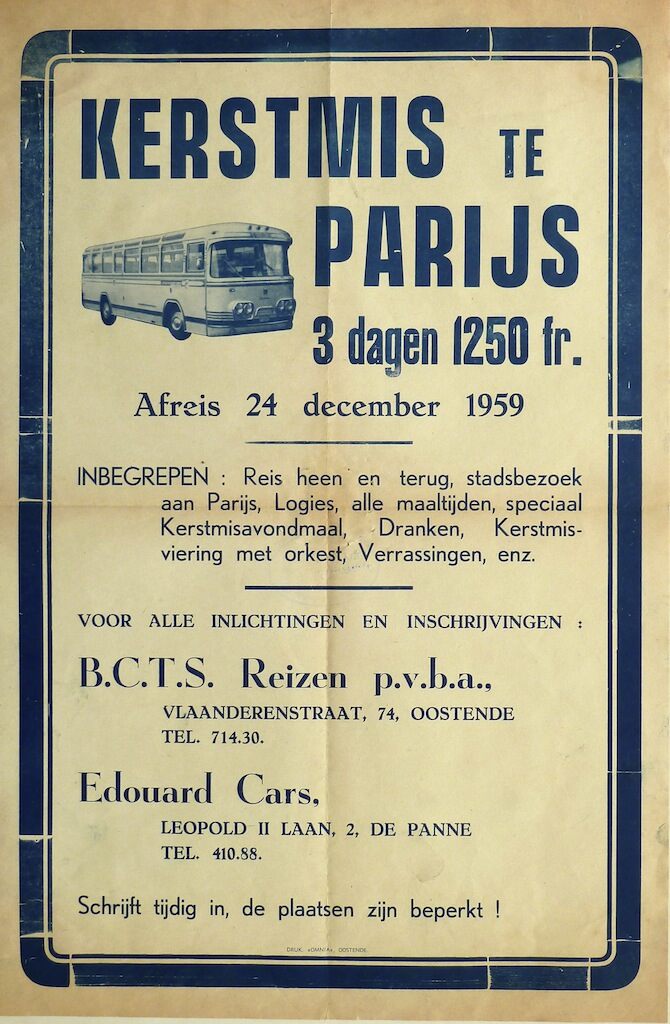 KERSTMIS TE
PARIJS
3 dagen 1250 fr.
Afreis 24 december 1959
INBEGREPEN : Reis heen en terug, stadsbezoek
aan Parijs, Logies, alle maaltijden, speciaal
Kerstmisavondmaal, Dranken, Kerstmis-
viering met orkest, Verrassingen, enz.
VOOR ALLE INLICHTINGEN EN INSCHRIJVINGEN :
B.C.T.S. Reizen p.v.b.a.,
VLAANDERENSTRAAT, 74, OOSTENDE
TEL. 714.30.
Edouard Cars,
LEOPOLD II LAAN, 2, DE PANNE
TEL. 410.88.
Schrijft tijdig in, de plaatsen zijn beperkt !
DRUK. «OMNIA», OOSTENDE.